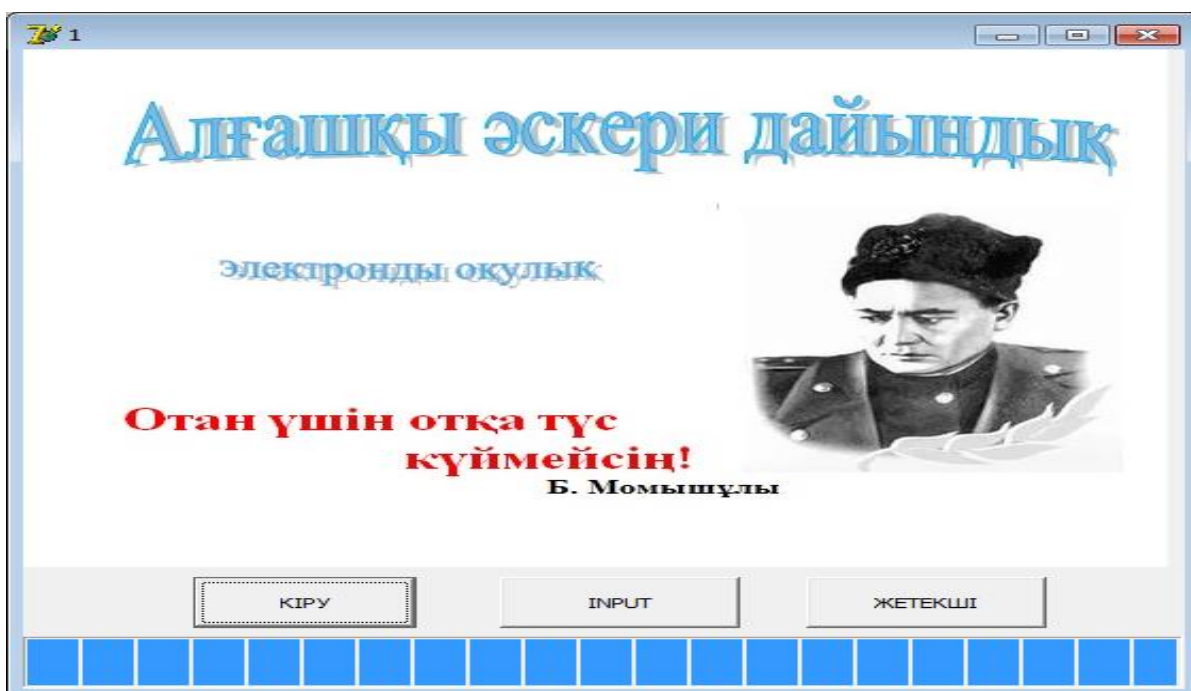 1
Алғашқы әскери дайындық
электронды оқулық
Отан үшін отқа түс
күймейсің!
Б. Момышұлы
КІРУ
INPUT
ЖЕТЕКШІ